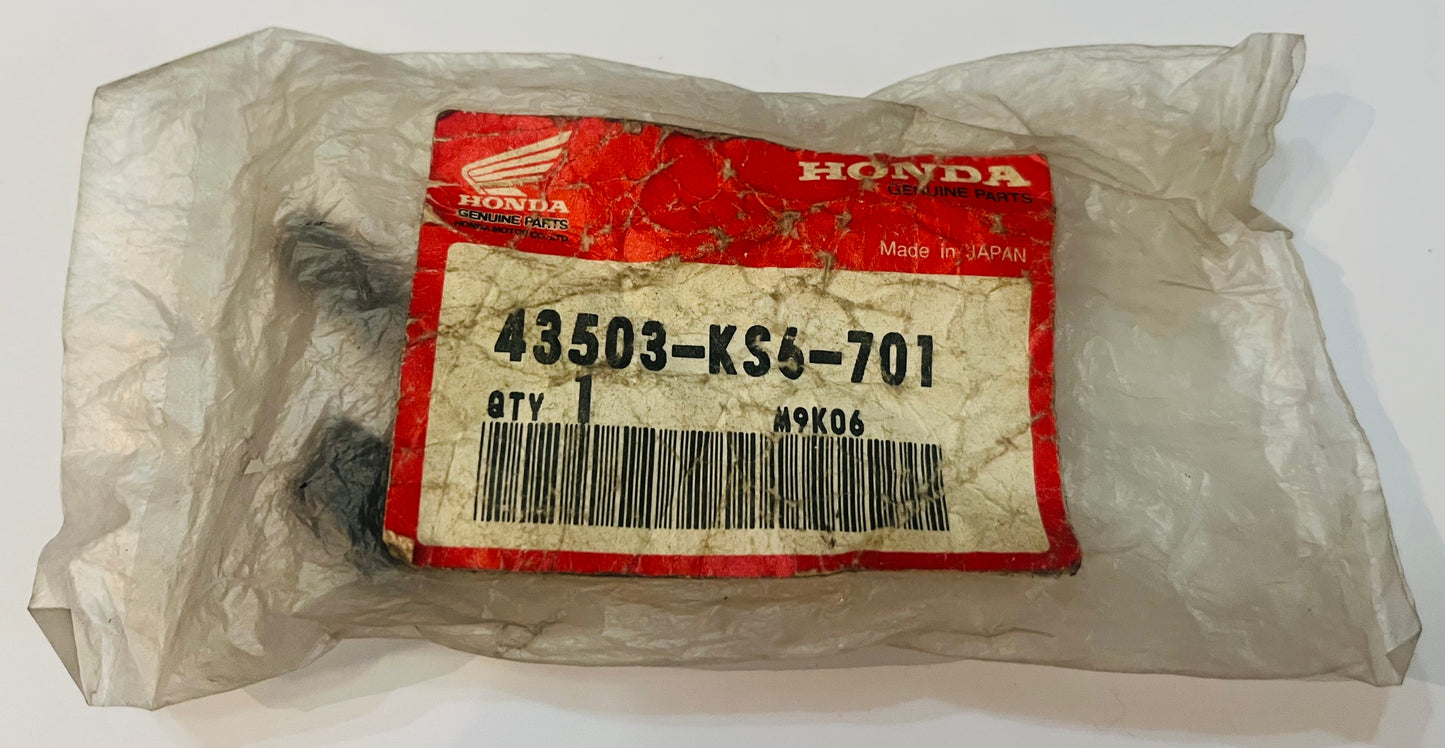 HONDA
GENUINE PARTS
HONDA MOTOR CO., LTD.
HONDA
GENUINE PARTS
Made in JAPAN
43503-KS6-701
QTY 1
M9K06